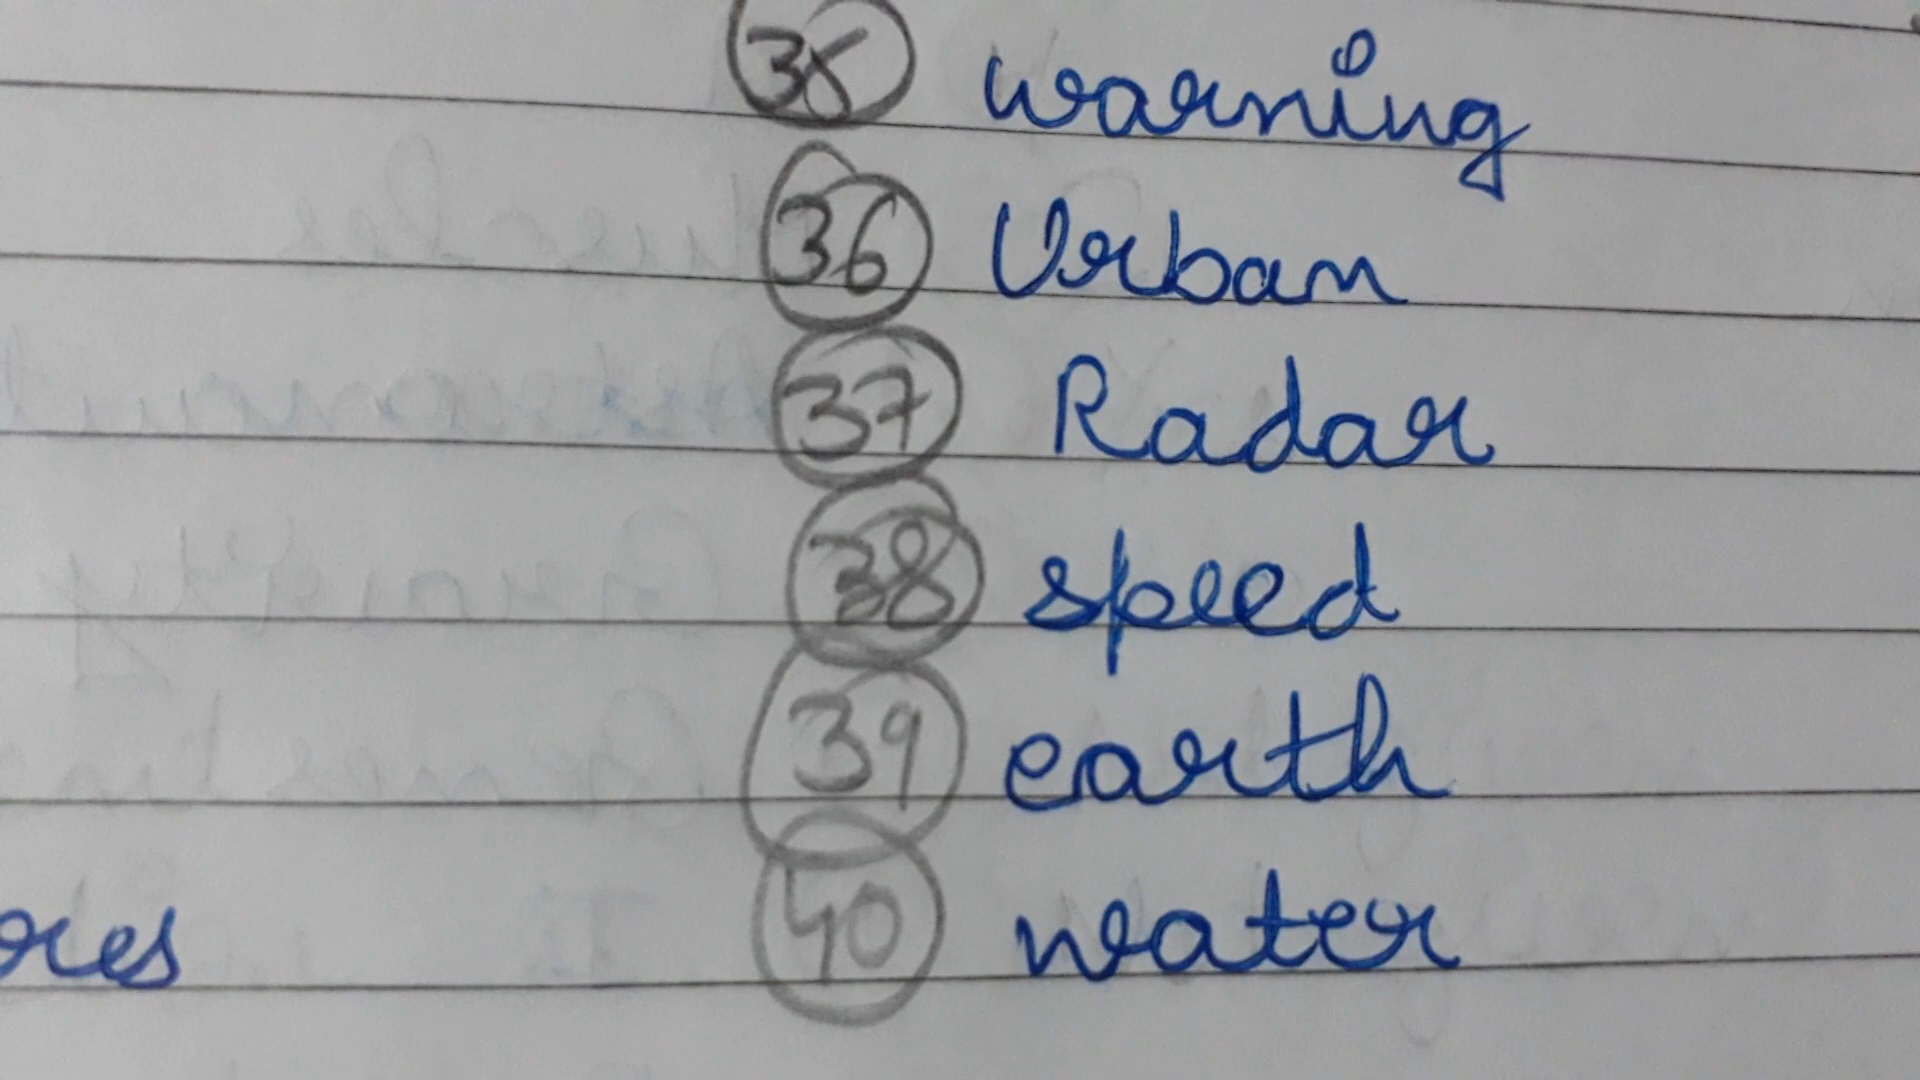 35 warning
36 Urban
37 Radar
38 speed
39 earth
40 water